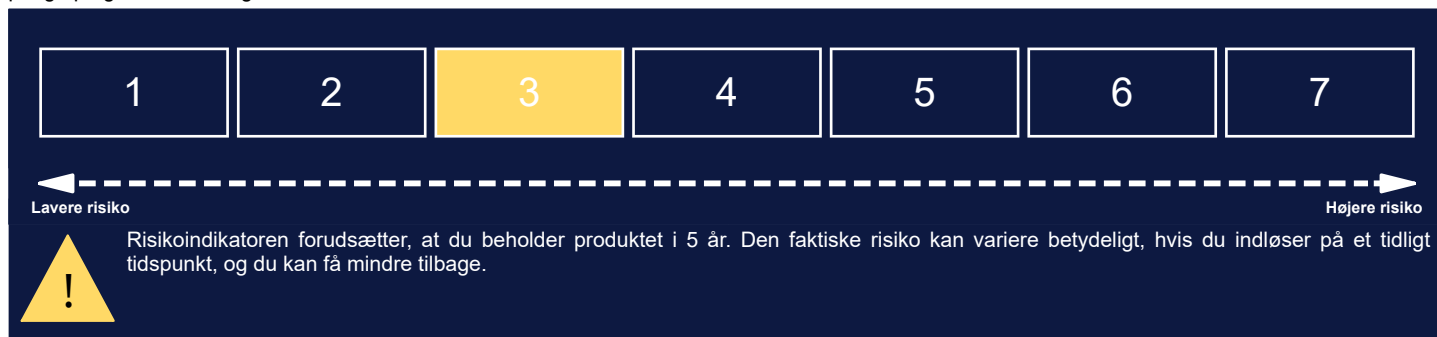 1 2 3 4 5 6 7
Lavere risiko Højere risiko
Risikoindikatoren forudsætter, at du beholder produktet i 5 år. Den faktiske risiko kan variere betydeligt, hvis du indløser på et tidligt
tidspunkt, og du kan få mindre tilbage.
!